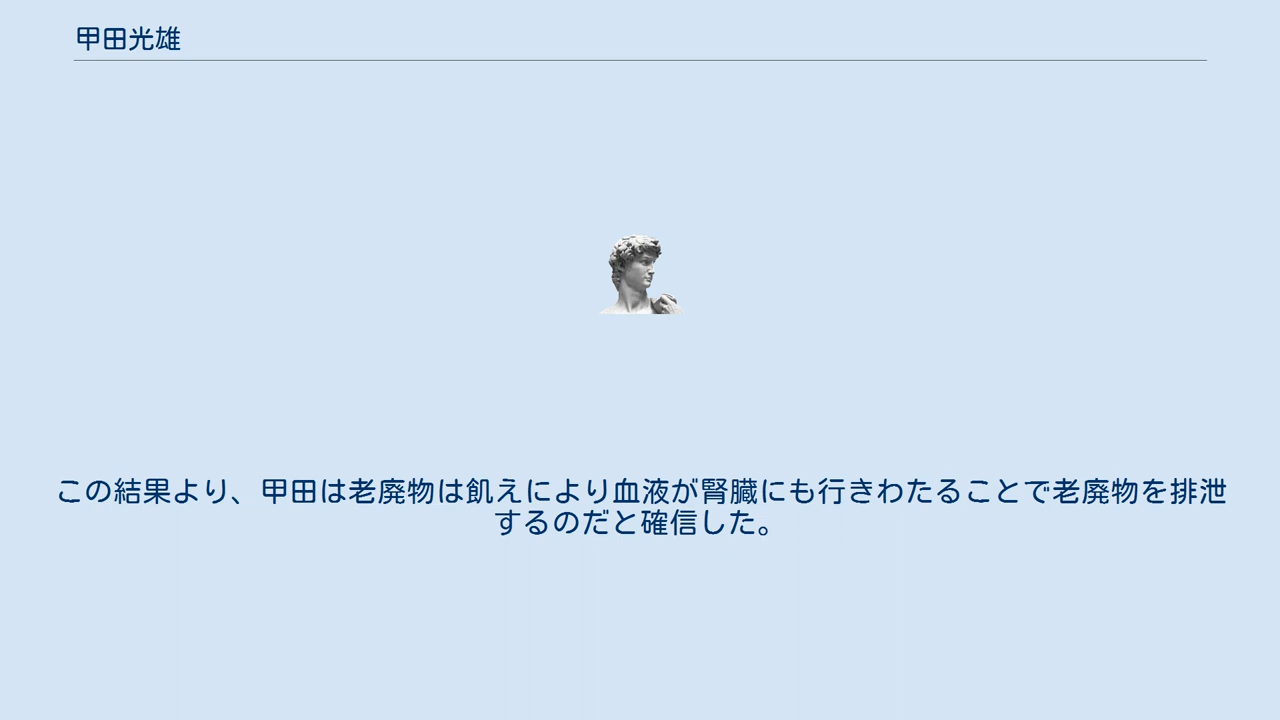 甲田光雄
この結果より、甲田は老廃物は飢えにより血液が腎臓にも行きわたることで老廃物を排泄
するのだと確信した。